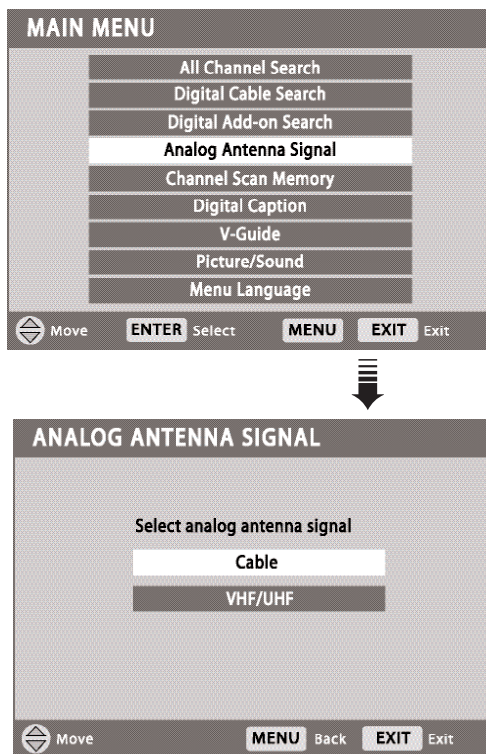 MAIN MENU
All Channel Search
Digital Cable Search
Digital Add-on Search
Analog Antenna Signal
Channel Scan Memory
Digital Caption
V-Guide
Picture/Sound
Menu Language
Move ENTER Select MENU EXIT Exit
ANALOG ANTENNA SIGNAL
Select analog antenna signal
Cable
VHF/UHF
Move MENU Back EXIT Exit